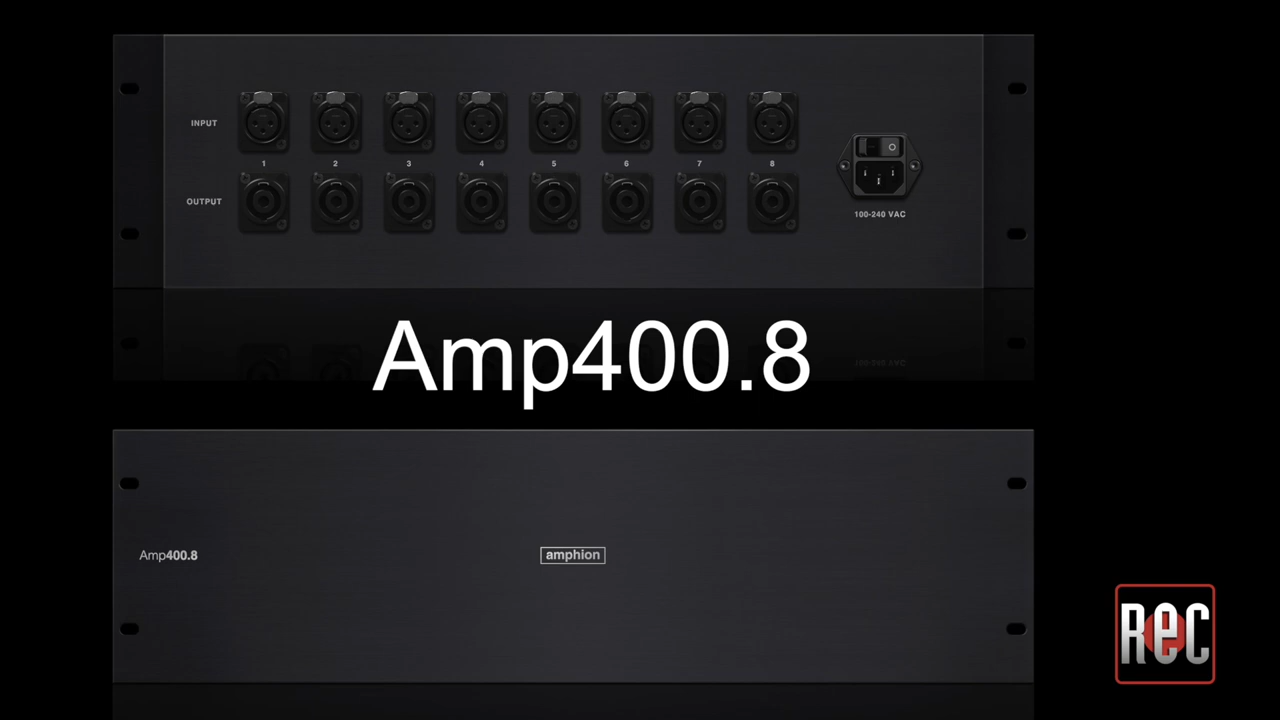 INPUT
1 2 3 4 5 6 7 8
OUTPUT
100-240 VAC
Amp400.8
Amp400.8
amphion
Rec